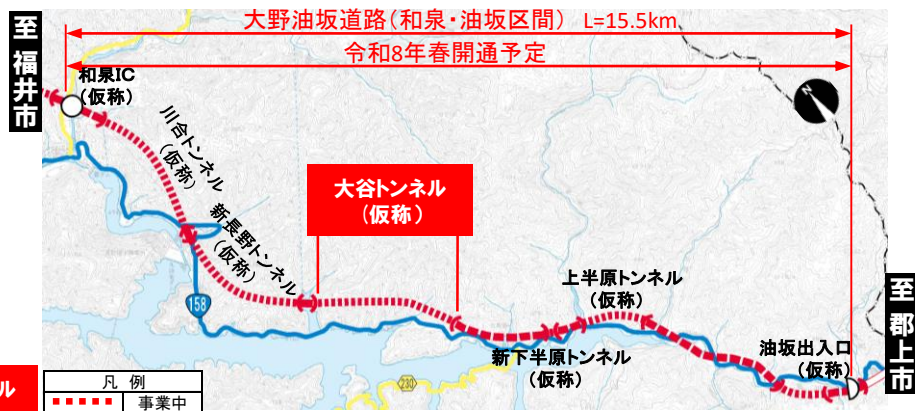 大野油坂道路(和泉・油坂区間) L=15.5km
令和8年春開通予定
至 福井市
和泉IC
(仮称)
川合トンネル
(仮称)
新長野トンネル
(仮称)
大谷トンネル
(仮称)
158
上半原トンネル
(仮称)
新下半原トンネル
(仮称)
油坂出入口
(仮称)
至 郡上市
230
N
ル
凡 例
事業中